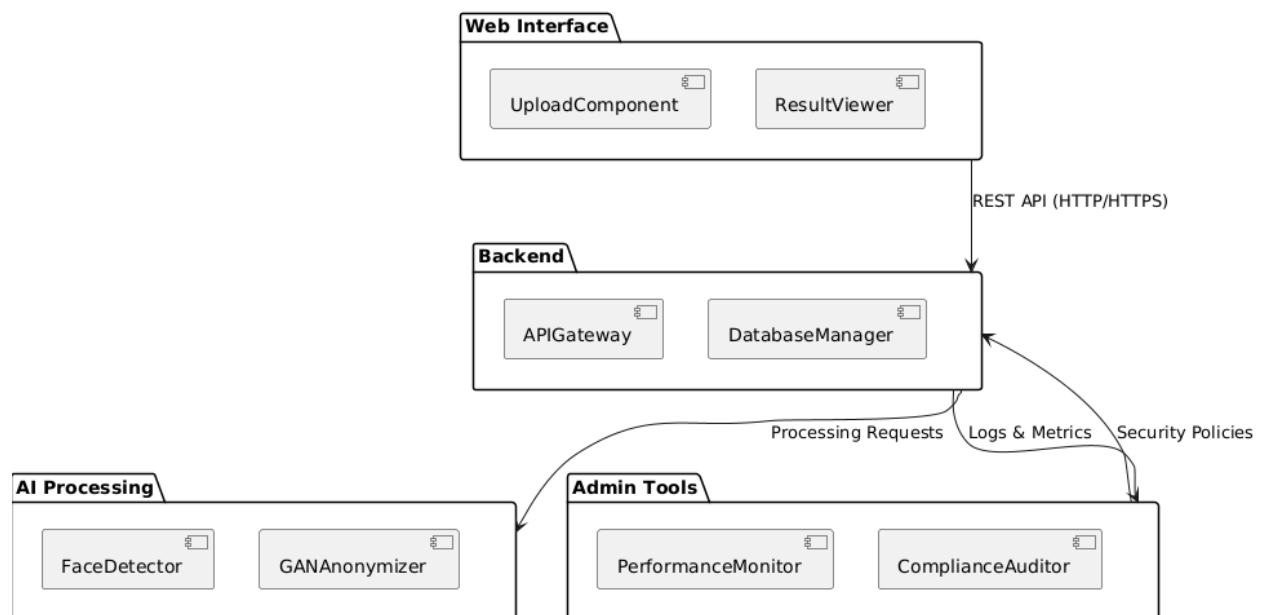 Web Interface
UploadComponent
ResultViewer
REST API (HTTP/HTTPS)
Backend
APIGateway
DatabaseManager
Processing Requests
Logs & Metrics
Security Policies
AI Processing
Admin Tools
FaceDetector
GANAnonymizer
PerformanceMonitor
ComplianceAuditor